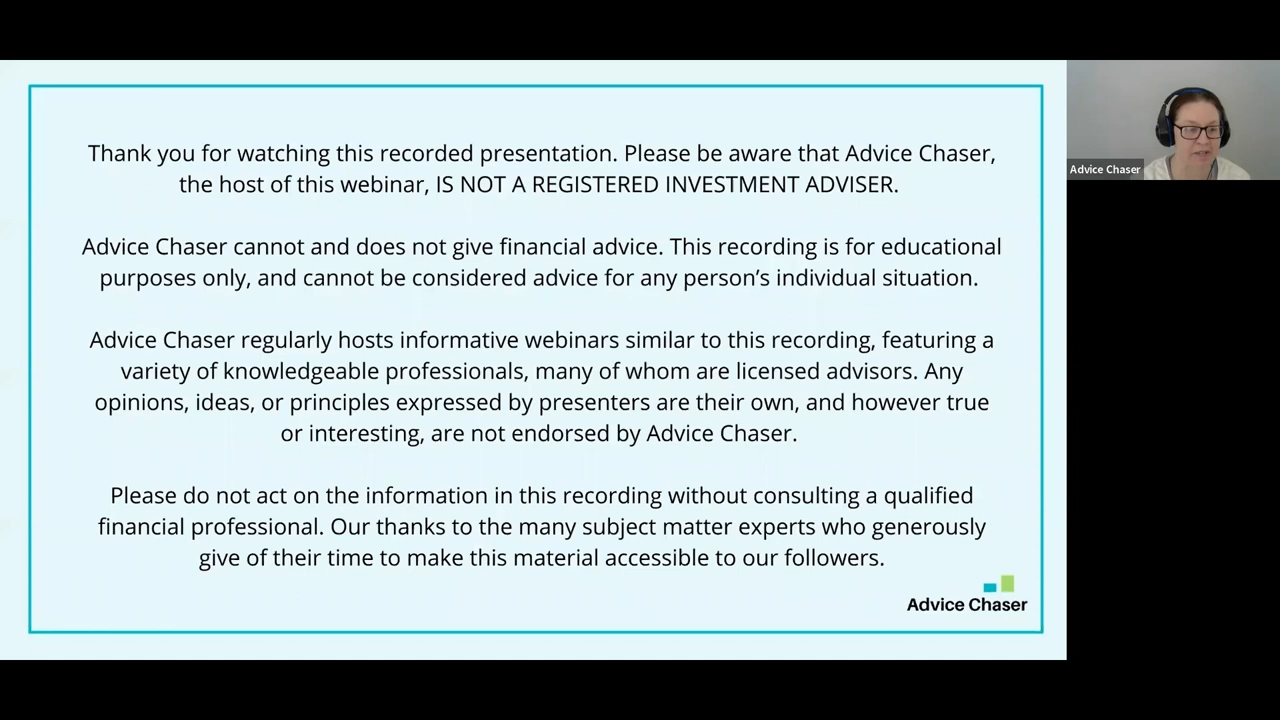 Thank you for watching this recorded presentation. Please be aware that Advice Chaser,
the host of this webinar, IS NOT A REGISTERED INVESTMENT ADVISER.
Advice Chaser cannot and does not give financial advice. This recording is for educational
purposes only, and cannot be considered advice for any person's individual situation.
Advice Chaser regularly hosts informative webinars similar to this recording, featuring a
variety of knowledgeable professionals, many of whom are licensed advisors. Any
opinions, ideas, or principles expressed by presenters are their own, and however true
or interesting, are not endorsed by Advice Chaser.
Please do not act on the information in this recording without consulting a qualified
financial professional. Our thanks to the many subject matter experts who generously
give of their time to make this material accessible to our followers.
Advice Chaser
Advice Chaser